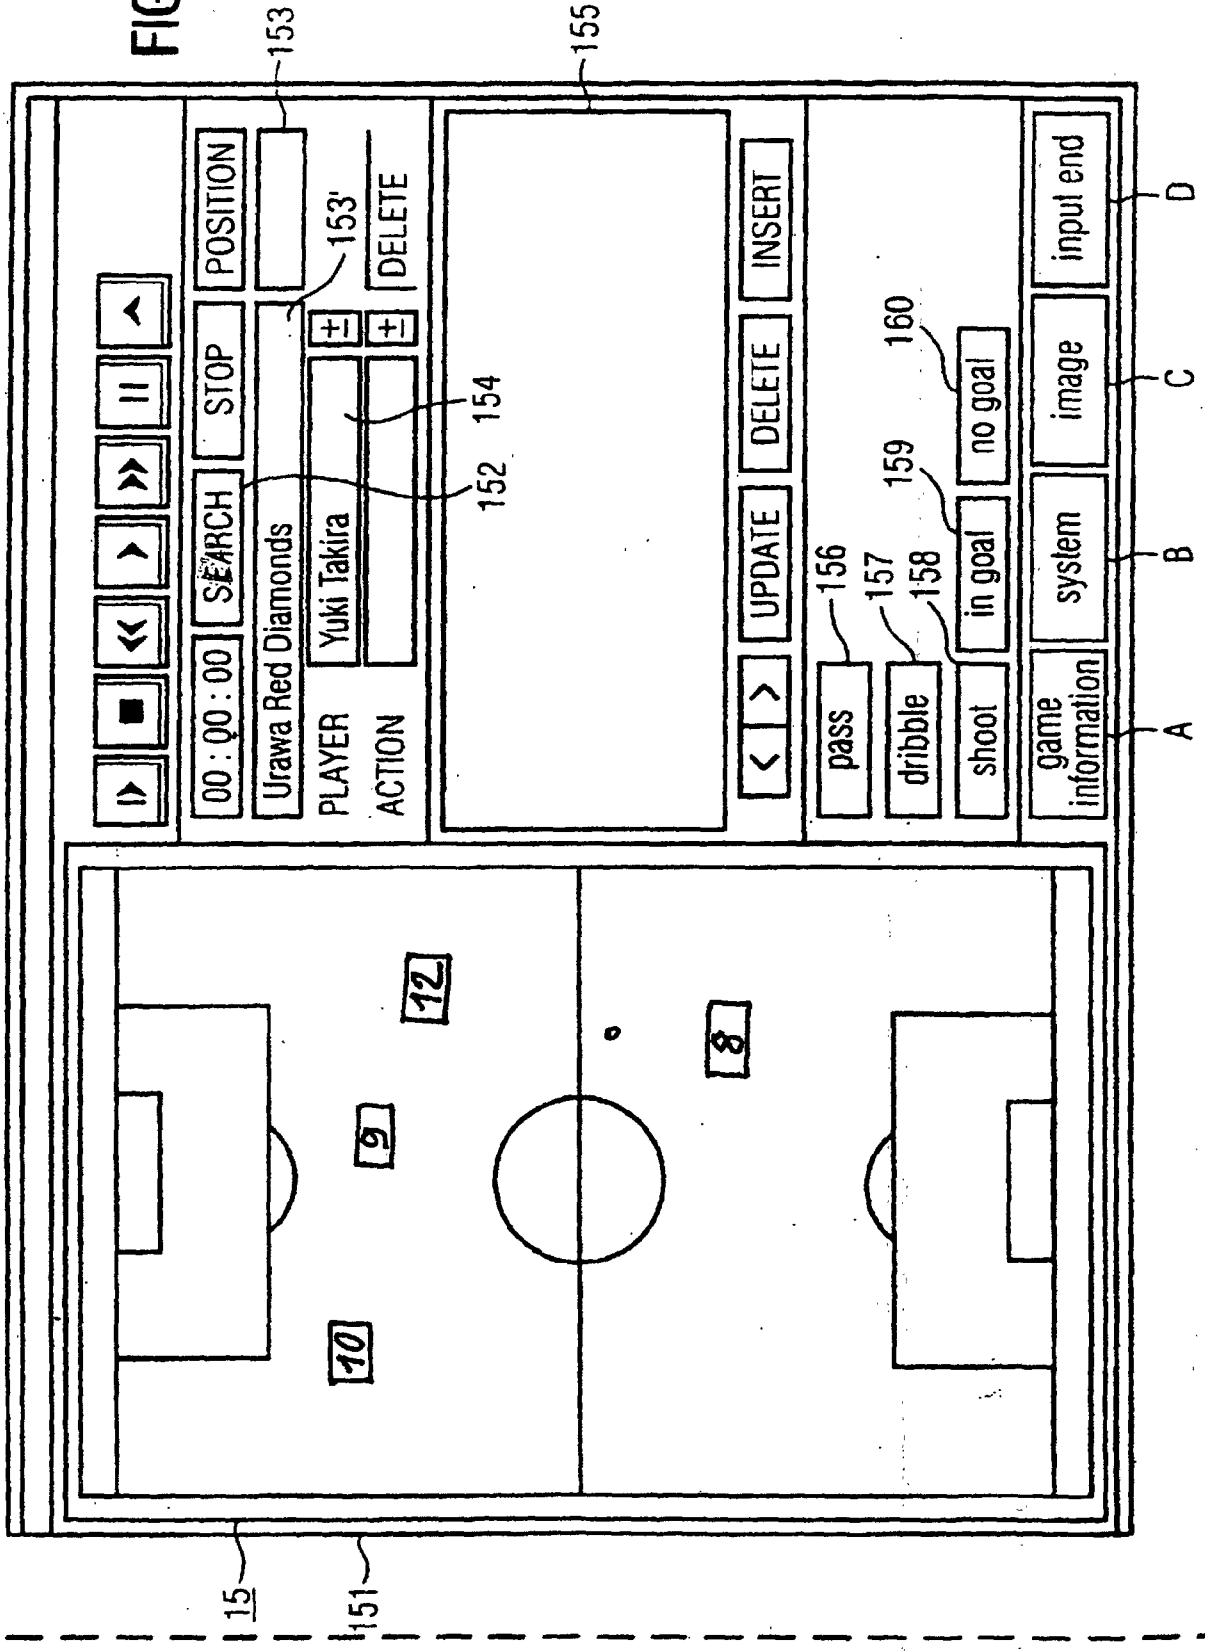 FIG
15
151
10
9
12
8
00:00:00 SEARCH STOP POSITION
Urawa Red Diamonds
153
PLAYER Yuki Takira ±
153'
ACTION ± DELETE
154
152
155
< > UPDATE DELETE INSERT
pass
156
dribble
157
shoot
158
in goal
159
no goal
160
game
information
system
image
input end
A
B
C
D